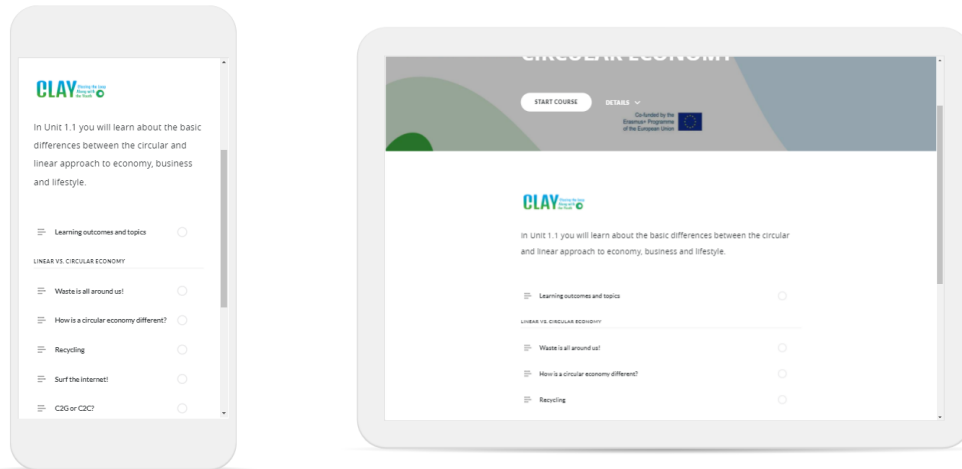 CLAY
In Unit 1.1 you will learn about the basic
differences between the circular and
linear approach to economy, business
and lifestyle.
Learning outcomes and topics
LINEAR VS. CIRCULAR ECONOMY
Waste is all around us!
How is a circular economy different?
Recycling
Surf the internet!
C2G or C2C?
CIRCULAR ECONOMY
START COURSE
DETAILS
Co-funded by the
Erasmus+ Programme
of the European Union
CLAY
In Unit 1.1 you will learn about the basic differences between the circular
and linear approach to economy, business and lifestyle.
Learning outcomes and topics
LINEAR VS. CIRCULAR ECONOMY
Waste is all around us!
How is a circular economy different?
Recycling